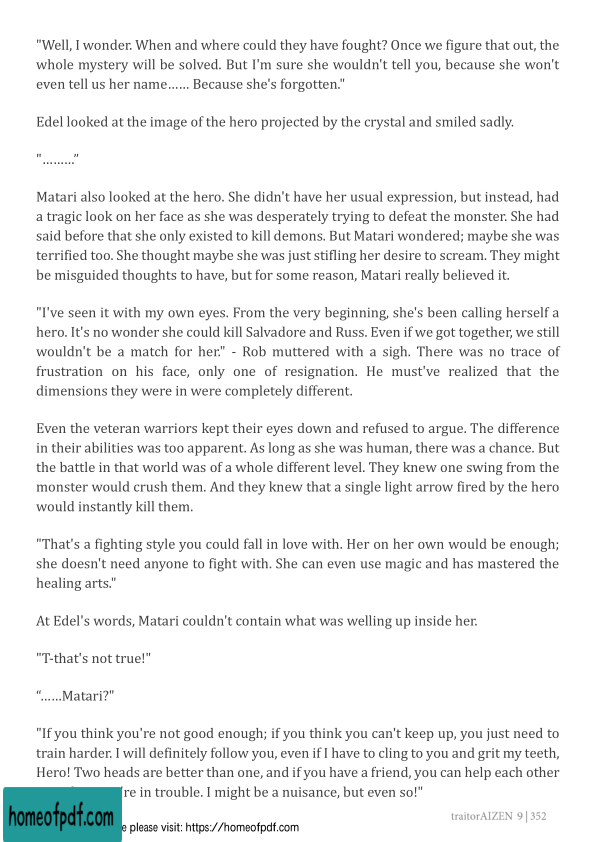 "Well, I wonder. When and where could they have fought? Once we figure that out, the
whole mystery will be solved. But I'm sure she wouldn't tell you, because she won't
even tell us her name…… Because she's forgotten."
Edel looked at the image of the hero projected by the crystal and smiled sadly.
"………”
Matari also looked at the hero. She didn't have her usual expression, but instead, had
a tragic look on her face as she was desperately trying to defeat the monster. She had
said before that she only existed to kill demons. But Matari wondered; maybe she was
terrified too. She thought maybe she was just stifling her desire to scream. They might
be misguided thoughts to have, but for some reason, Matari really believed it.
"I've seen it with my own eyes. From the very beginning, she's been calling herself a
hero. It's no wonder she could kill Salvadore and Russ. Even if we got together, we still
wouldn't be a match for her." - Rob muttered with a sigh. There was no trace of
frustration on his face, only one of resignation. He must've realized that the
dimensions they were in were completely different.
Even the veteran warriors kept their eyes down and refused to argue. The difference
in their abilities was too apparent. As long as she was human, there was a chance. But
the battle in that world was of a whole different level. They knew one swing from the
monster would crush them. And they knew that a single light arrow fired by the hero
would instantly kill them.
"That's a fighting style you could fall in love with. Her on her own would be enough;
she doesn't need anyone to fight with. She can even use magic and has mastered the
healing arts."
At Edel's words, Matari couldn't contain what was welling up inside her.
"T-that's not true!"
“……Matari?"
"If you think you're not good enough; if you think you can't keep up, you just need to
train harder. I will definitely follow you, even if I have to cling to you and grit my teeth,
Hero! Two heads are better than one, and if you have a friend, you can help each other
're in trouble. I might be a nuisance, but even so!"
traitorAIZEN 9 | 352
homeofpdf.com
e please visit: https://homeofpdf.com